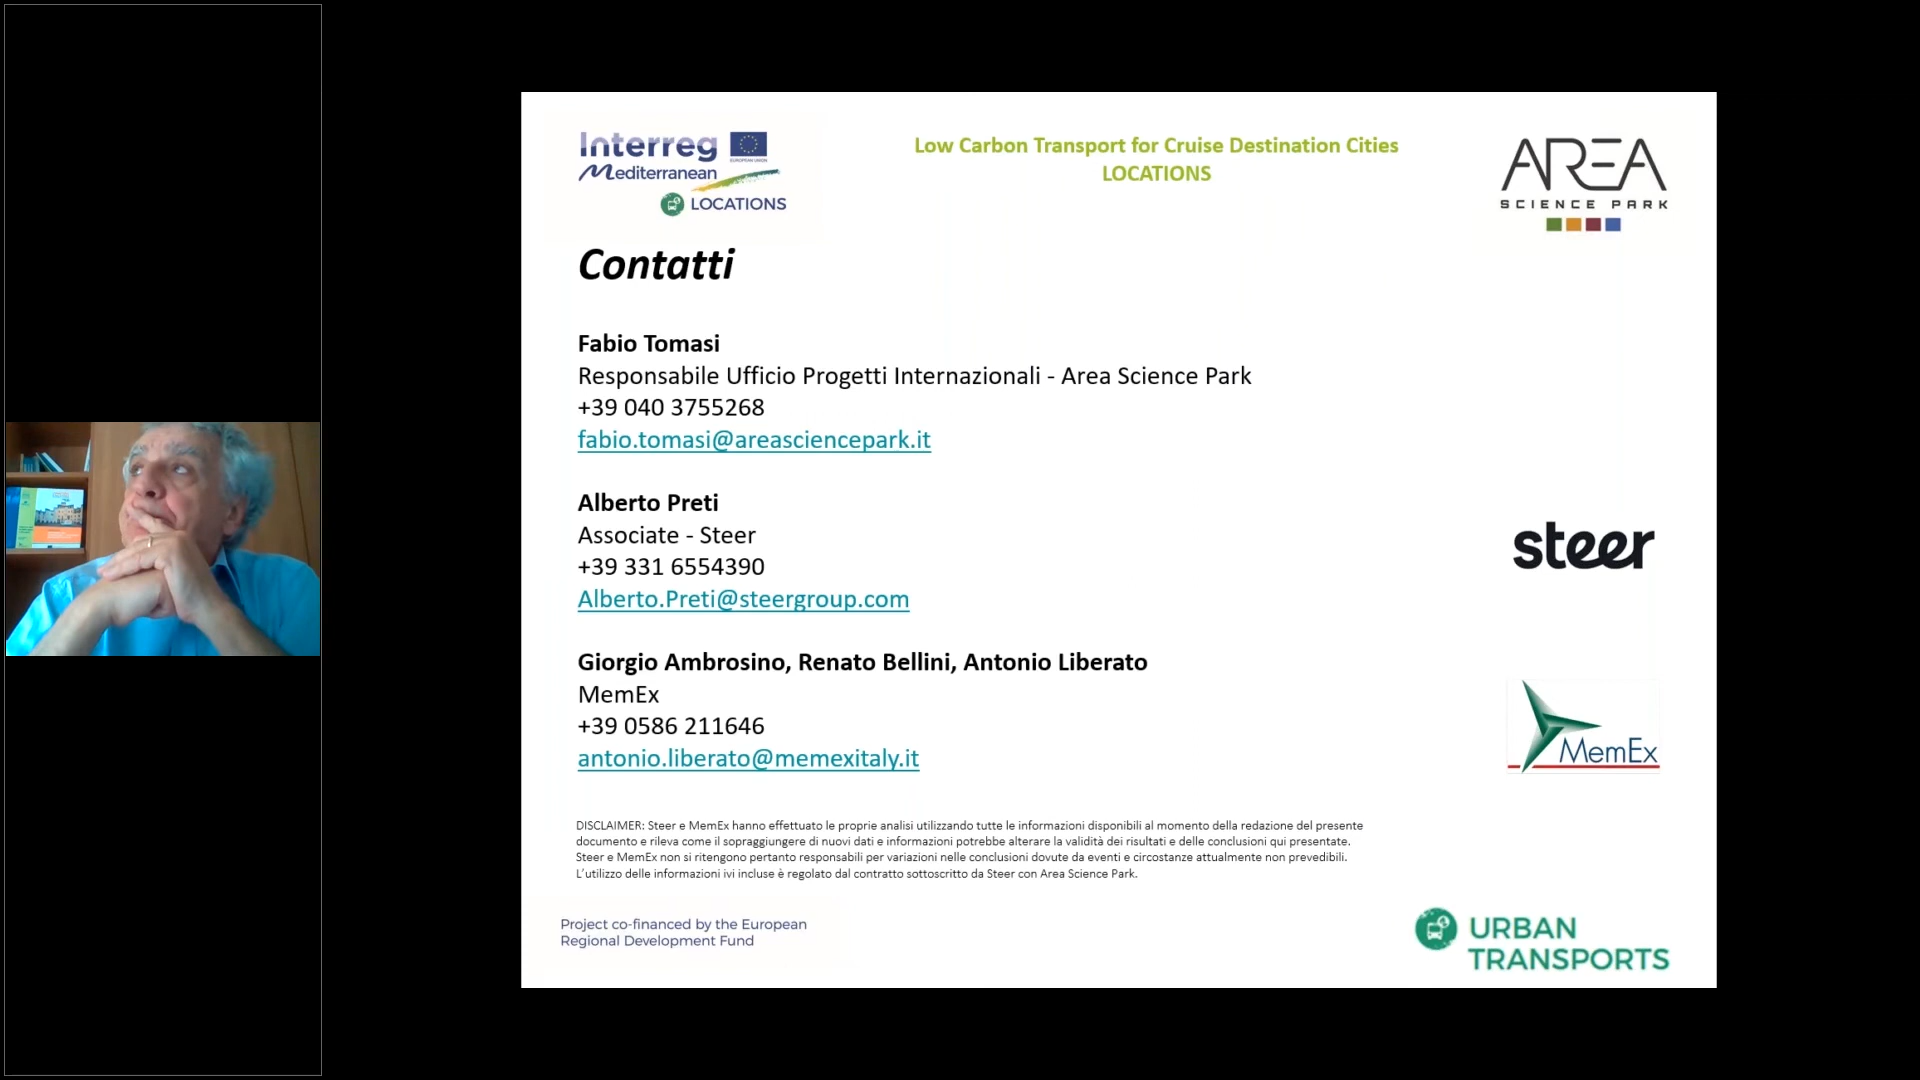 Interreg
EUROPEAN UNION
Mediterranean
LOCATIONS
Low Carbon Transport for Cruise Destination Cities
LOCATIONS
AREA
SCIENCE PARK
Contatti
Fabio Tomasi
Responsabile Ufficio Progetti Internazionali - Area Science Park
+39 040 3755268
fabio.tomasi@areasciencepark.it
Alberto Preti
Associate - Steer
+39 331 6554390
Alberto.Preti@steergroup.com
steer
Giorgio Ambrosino, Renato Bellini, Antonio Liberato
MemEx
+39 0586 211646
antonio.liberato@memexitaly.it
MemEx
DISCLAIMER: Steer e MemEx hanno effettuato le proprie analisi utilizzando tutte le informazioni disponibili al momento della redazione del presente
documento e rileva come il sopraggiungere di nuovi dati e informazioni potrebbe alterare la validità dei risultati e delle conclusioni qui presentate.
Steer e MemEx non si ritengono pertanto responsabili per variazioni nelle conclusioni dovute da eventi e circostanze attualmente non prevedibili.
L'utilizzo delle informazioni ivi incluse è regolato dal contratto sottoscritto da Steer con Area Science Park.
Project co-financed by the European
Regional Development Fund
URBAN
TRANSPORTS